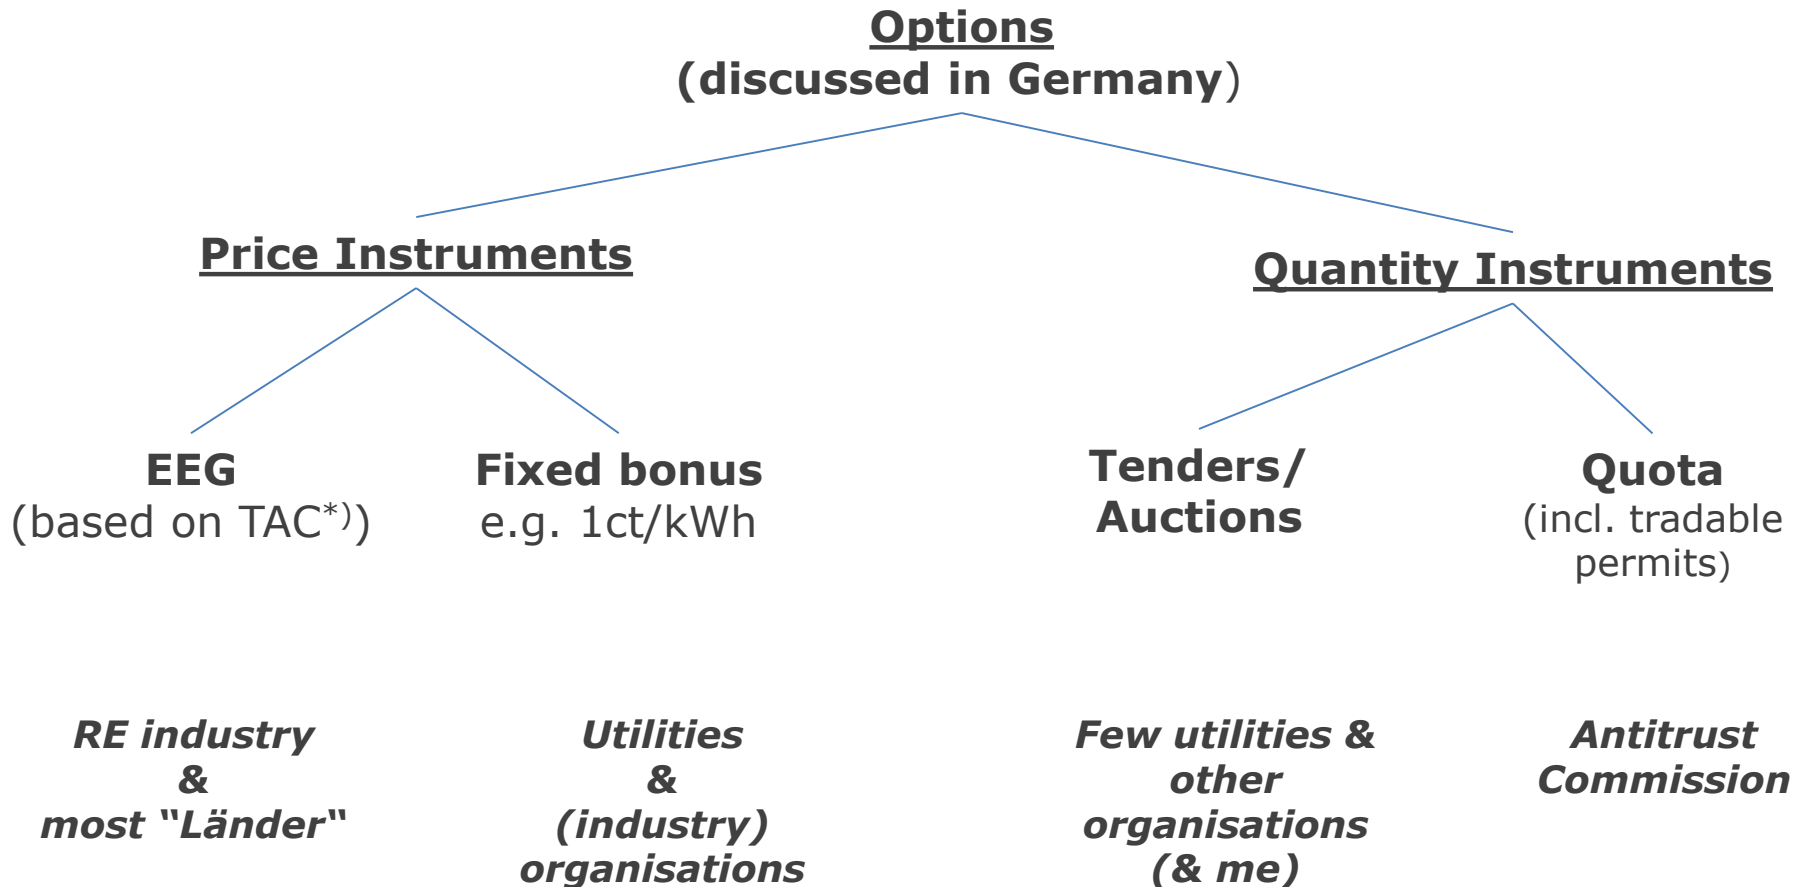 Options
(discussed in Germany)
Price Instruments
Quantity Instruments
EEG
(based on TAC*))
Fixed bonus
e.g. 1ct/kWh
Tenders/
Auctions
Quota
(incl. tradable
permits)
RE industry
&
most “Länder“
Utilities
&
(industry)
organisations
Few utilities &
other
organisations
(& me)
Antitrust
Commission